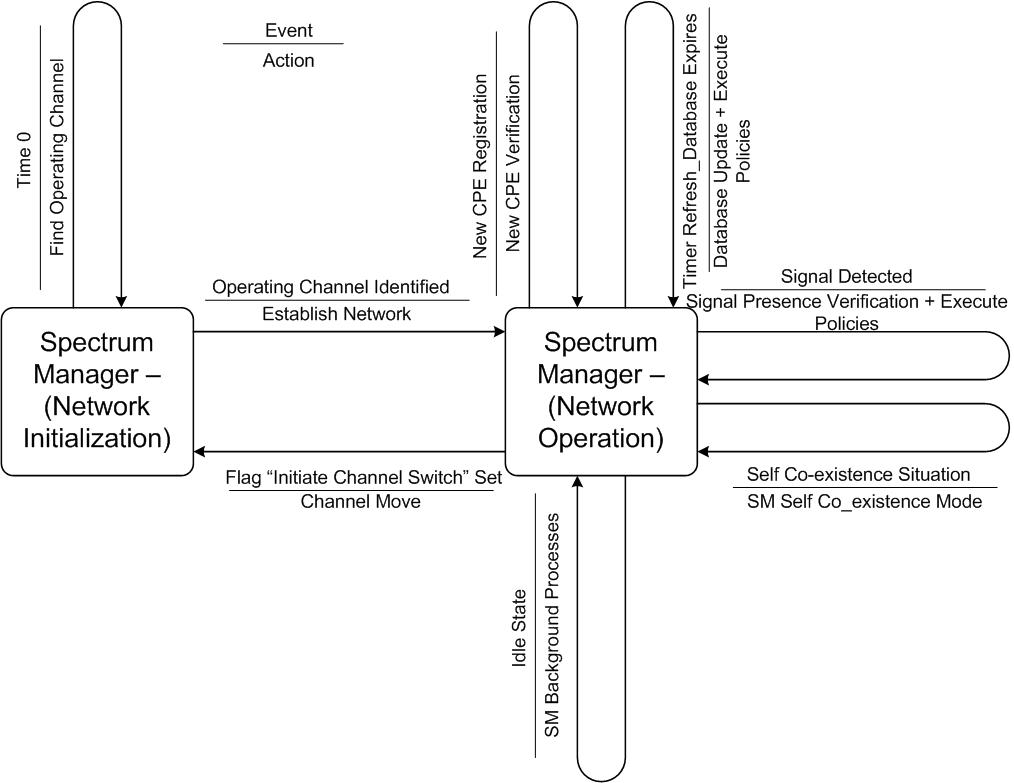 Event
Action
Time 0
Find Operating Channel
New CPE Registration
New CPE Verification
Timer Refresh_Database Expires
Database Update + Execute
Policies
Signal Detected
Signal Presence Verification + Execute
Policies
Operating Channel Identified
Establish Network
Spectrum
Manager –
(Network
Initialization)
Spectrum
Manager –
(Network
Operation)
Flag “Initiate Channel Switch” Set
Channel Move
Self Co-existence Situation
SM Self Co_existence Mode
Idle State
SM Background Processes